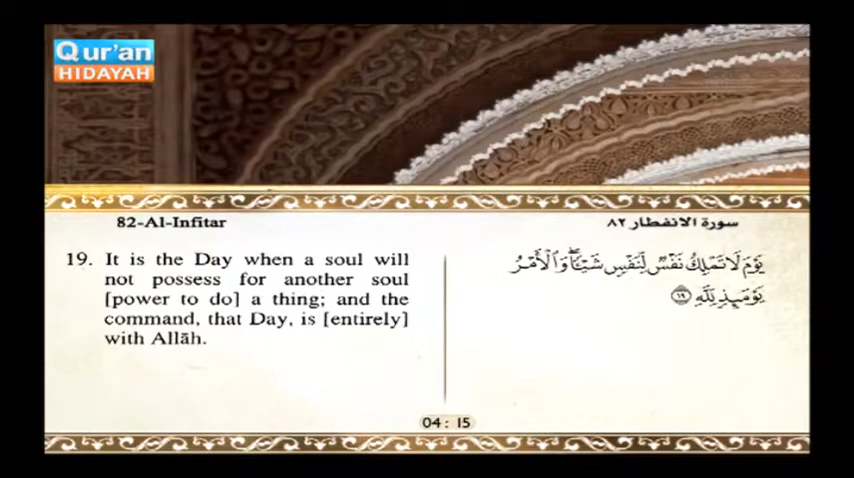 Qur'an
HIDAYAH
82-Al-Infitar
سورة الانفطار ٨٢
19. It is the Day when a soul will
not possess for another soul
[power to do] a thing; and the
command, that Day, is [entirely]
with Allāh.
يَوْمَ لَا تَمْلِكُ نَفْسٌ لِّنَفْسٍ شَيْـًٔا ۖ وَالْأَمْرُ
يَوْمَئِذٍ لِّلَّهِ ١٩
04: 15